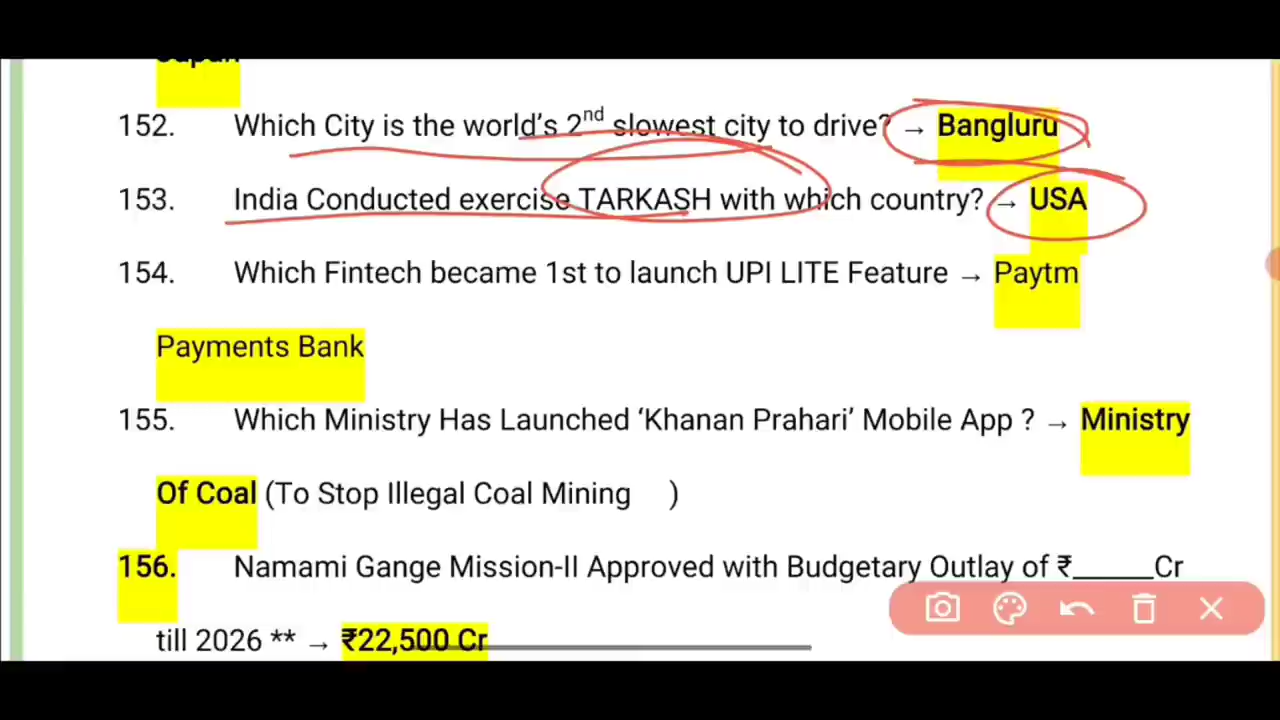 Japan
152. Which City is the world's 2nd slowest city to drive? → Bangluru
153. India Conducted exercise TARKASH with which country? → USA
154. Which Fintech became 1st to launch UPI LITE Feature → Paytm
Payments Bank
155. Which Ministry Has Launched ‘Khanan Prahari’ Mobile App ? → Ministry
Of Coal (To Stop Illegal Coal Mining )
156. Namami Gange Mission-II Approved with Budgetary Outlay of ₹______Cr
till 2026 ** → ₹22,500 Cr